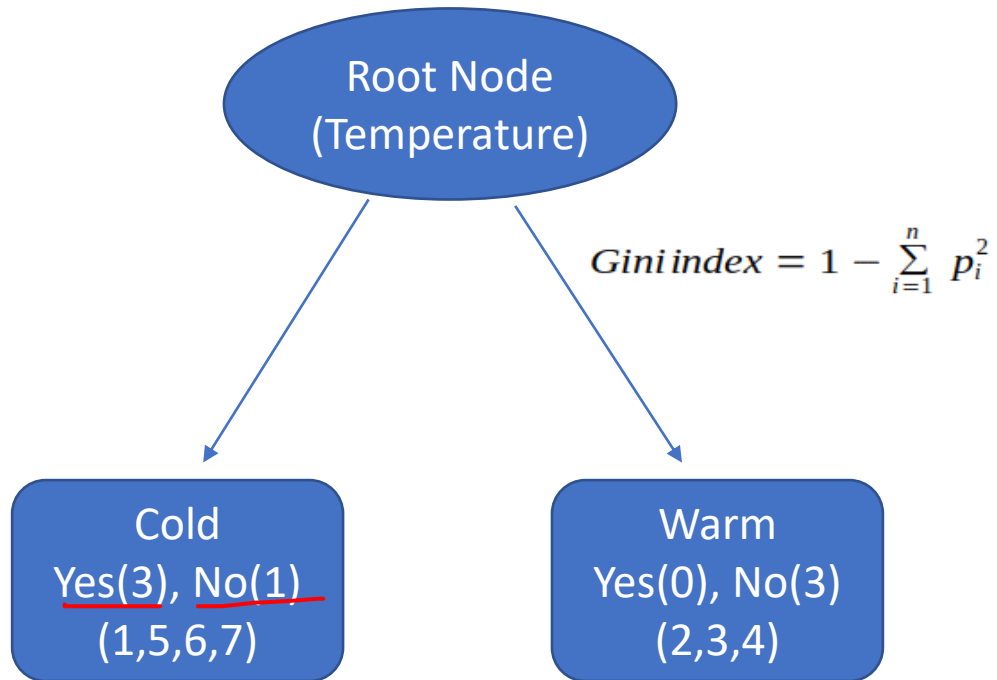 Root Node
(Temperature)
Gini index = 1 − ∑_{i=1}^{n} p_i^2
Cold
Yes(3), No(1)
(1,5,6,7)
Warm
Yes(0), No(3)
(2,3,4)